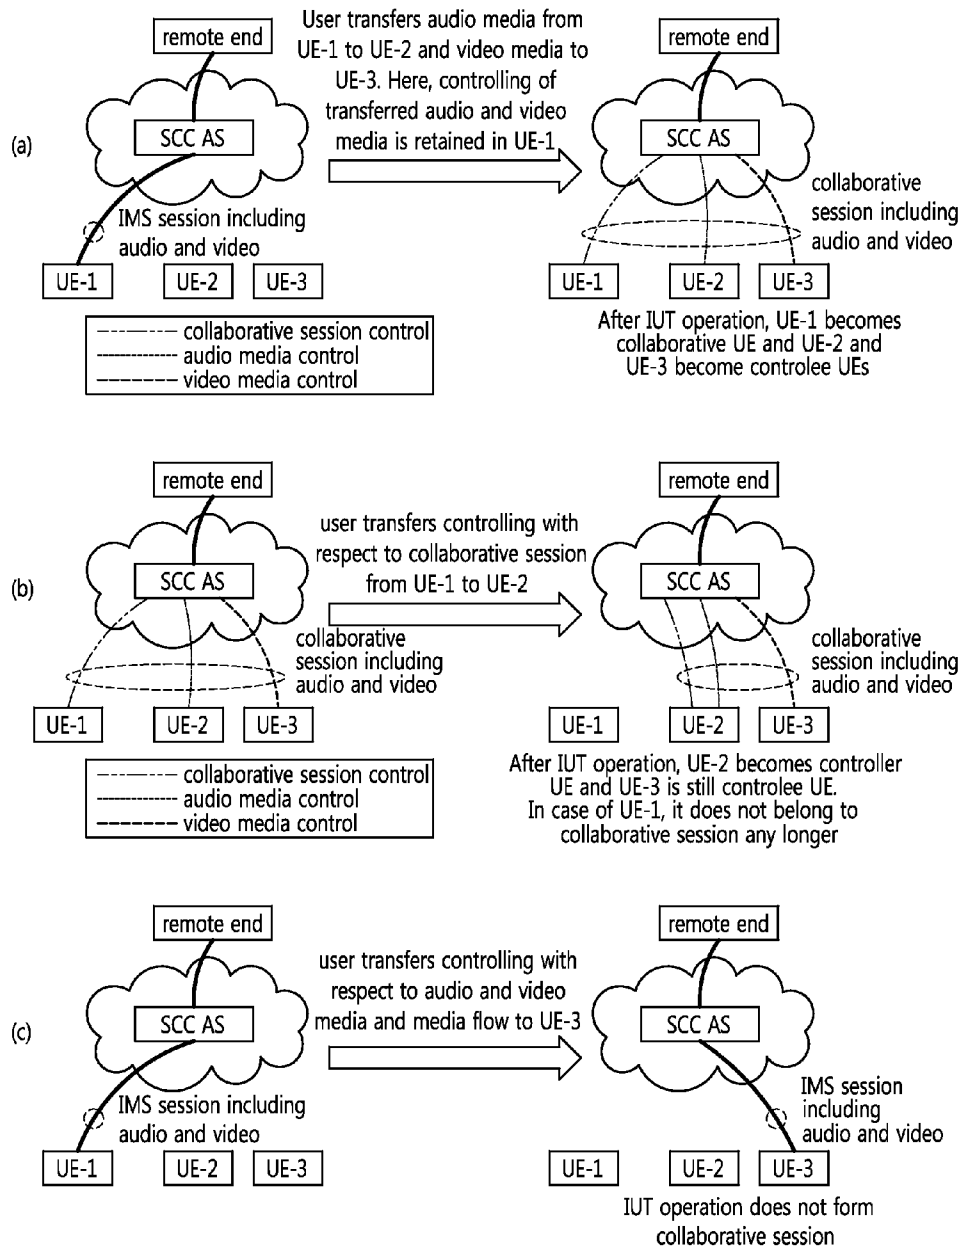 (a)
remote end
SCC AS
IMS session including
audio and video
UE-1
UE-2
UE-3
User transfers audio media from
UE-1 to UE-2 and video media to
UE-3. Here, controlling of
transferred audio and video
media is retained in UE-1
remote end
SCC AS
collaborative
session including
audio and video
UE-1
UE-2
UE-3
After IUT operation, UE-1 becomes
collaborative UE and UE-2 and
UE-3 become controlee UEs
collaborative session control
audio media control
video media control
(b)
remote end
SCC AS
collaborative
session including
audio and video
UE-1
UE-2
UE-3
user transfers controlling with
respect to collaborative session
from UE-1 to UE-2
remote end
SCC AS
collaborative
session including
audio and video
UE-1
UE-2
UE-3
After IUT operation, UE-2 becomes controller
UE and UE-3 is still controlee UE.
In case of UE-1, it does not belong to
collaborative session any longer
collaborative session control
audio media control
video media control
(c)
remote end
SCC AS
IMS session including
audio and video
UE-1
UE-2
UE-3
user transfers controlling with
respect to audio and video
media and media flow to UE-3
remote end
SCC AS
IMS session
including
audio and video
UE-1
UE-2
UE-3
IUT operation does not form
collaborative session